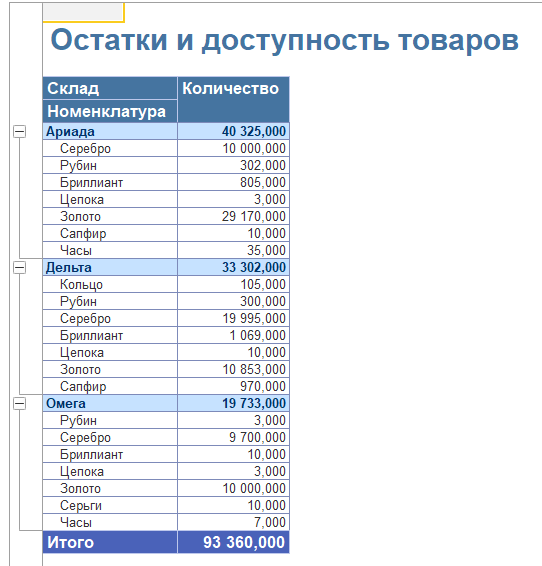 Остатки и доступность товаров
Склад Количество
Номенклатура
Ариада 40 325,000
Серебро 10 000,000
Рубин 302,000
Бриллиант 805,000
Цепока 3,000
Золото 29 170,000
Сапфир 10,000
Часы 35,000
Дельта 33 302,000
Кольцо 105,000
Рубин 300,000
Серебро 19 995,000
Бриллиант 1 069,000
Цепока 10,000
Золото 10 853,000
Сапфир 970,000
Омега 19 733,000
Рубин 3,000
Серебро 9 700,000
Бриллиант 10,000
Цепока 3,000
Золото 10 000,000
Серьги 10,000
Часы 7,000
Итого 93 360,000